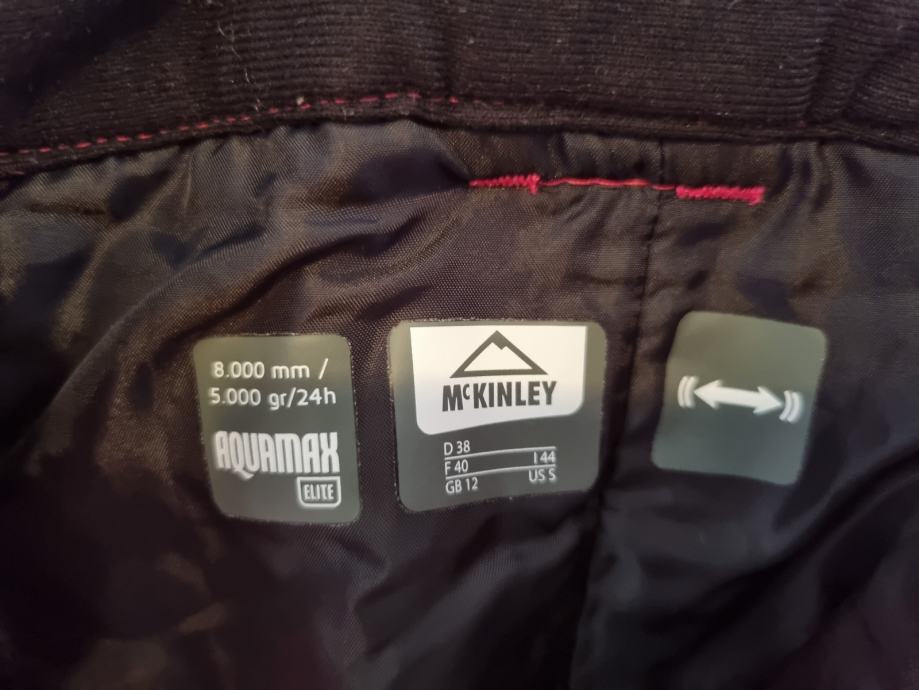 8.000 mm /
5.000 gr/24h
AQUAMAX
ELITE
McKINLEY
D 38
F 40 I 44
GB 12 US S